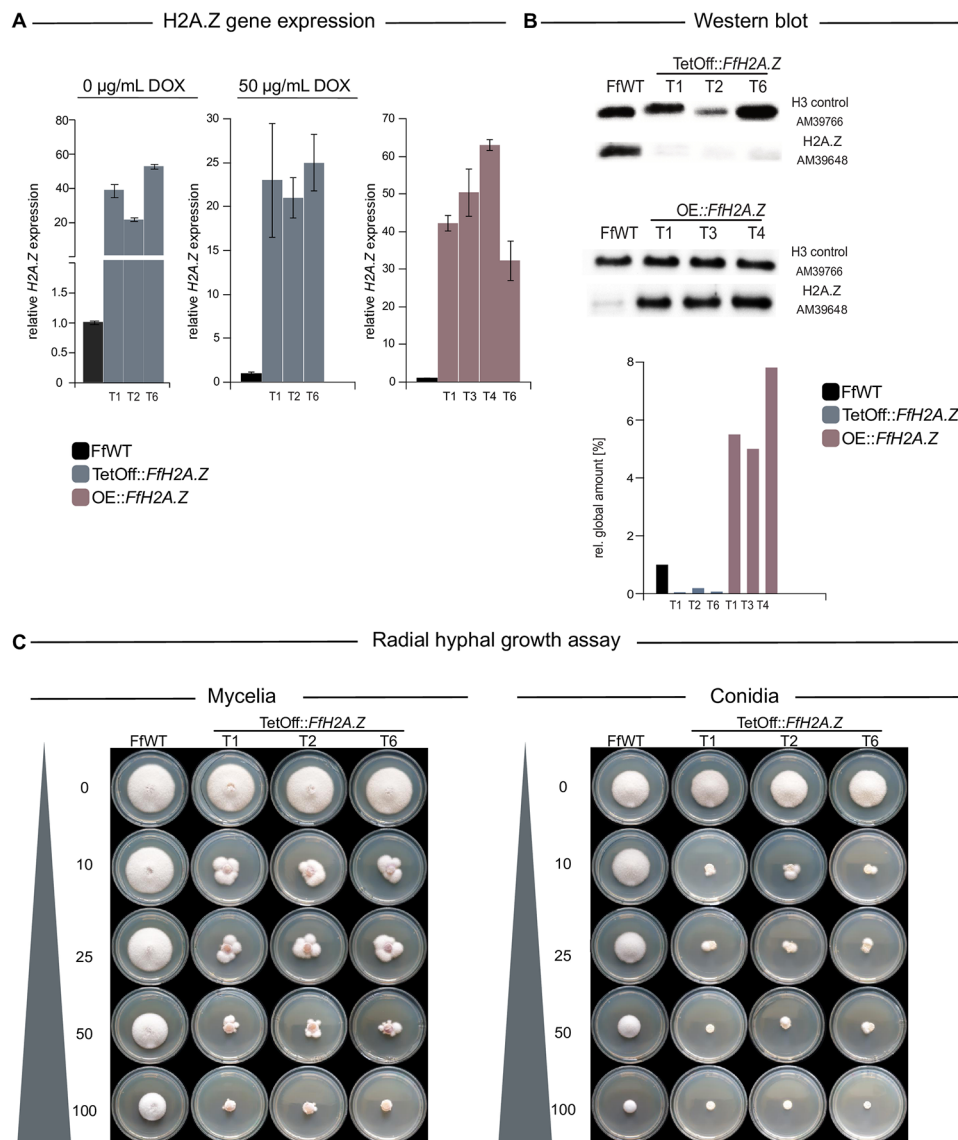 A H2A.Z gene expression
0 µg/mL DOX
50 µg/mL DOX
relative H2A.Z expression
80
60
40
20
1.5
1.0
0.5
0
T1 T2 T6
relative H2A.Z expression
30
25
20
15
10
5
0
T1 T2 T6
relative H2A.Z expression
70
60
50
40
30
20
10
0
T1 T3 T4 T6
FfWT
TetOff::FfH2A.Z
OE::FfH2A.Z
B Western blot
TetOff::FfH2A.Z
FfWT T1 T2 T6
H3 control
AM39766
H2A.Z
AM39648
OE::FfH2A.Z
FfWT T1 T3 T4
H3 control
AM39766
H2A.Z
AM39648
rel. global amount [%]
8
6
4
2
0
T1 T2 T6 T1 T3 T4
FfWT
TetOff::FfH2A.Z
OE::FfH2A.Z
C Radial hyphal growth assay
Mycelia
TetOff::FfH2A.Z
FfWT T1 T2 T6
0
10
25
50
100
Conidia
TetOff::FfH2A.Z
FfWT T1 T2 T6
0
10
25
50
100